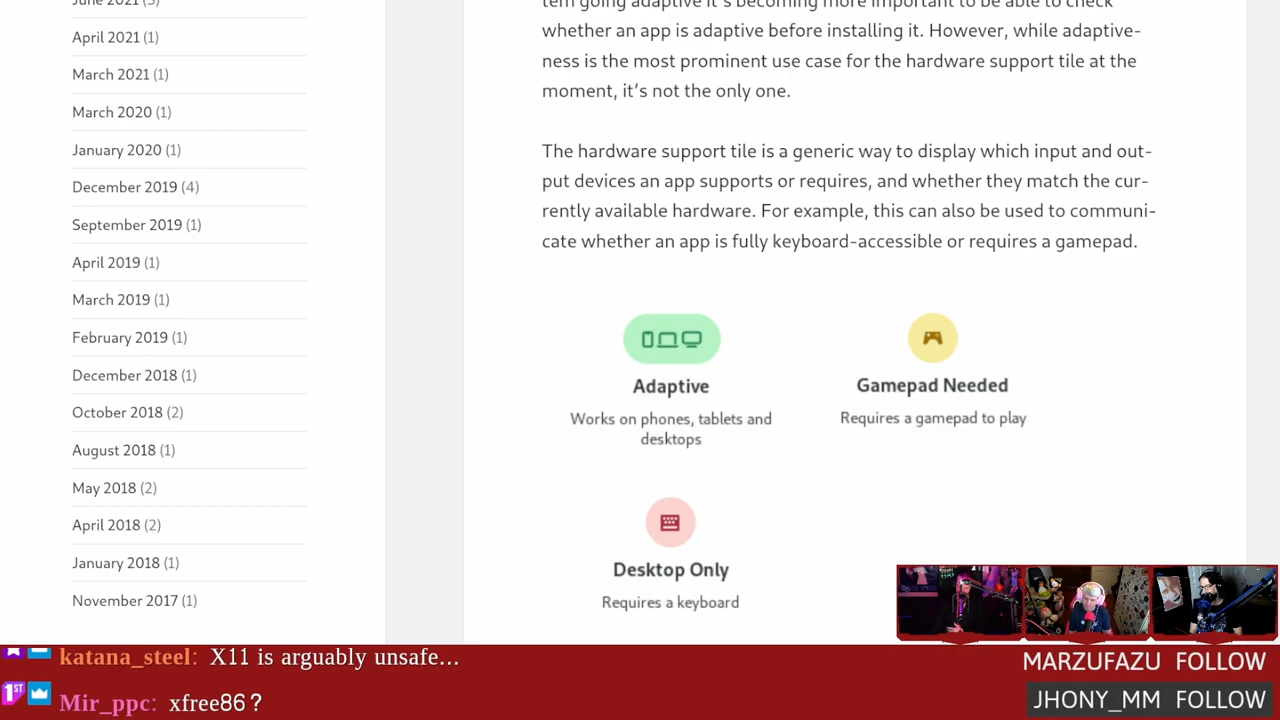 June 2021 (3)
April 2021 (1)
March 2021 (1)
March 2020 (1)
January 2020 (1)
December 2019 (4)
September 2019 (1)
April 2019 (1)
March 2019 (1)
February 2019 (1)
December 2018 (1)
October 2018 (2)
August 2018 (1)
May 2018 (2)
April 2018 (2)
January 2018 (1)
November 2017 (1)
tem going adaptive it's becoming more important to be able to check
whether an app is adaptive before installing it. However, while adaptive-
ness is the most prominent use case for the hardware support tile at the
moment, it's not the only one.
The hardware support tile is a generic way to display which input and out-
put devices an app supports or requires, and whether they match the cur-
rently available hardware. For example, this can also be used to communi-
cate whether an app is fully keyboard-accessible or requires a gamepad.
Adaptive
Works on phones, tablets and
desktops
Gamepad Needed
Requires a gamepad to play
Desktop Only
Requires a keyboard
katana_steel: X11 is arguably unsafe...
1ST Mir_ppc: xfree86 ?
MARZUFAZU FOLLOW
JHONY_MM FOLLOW